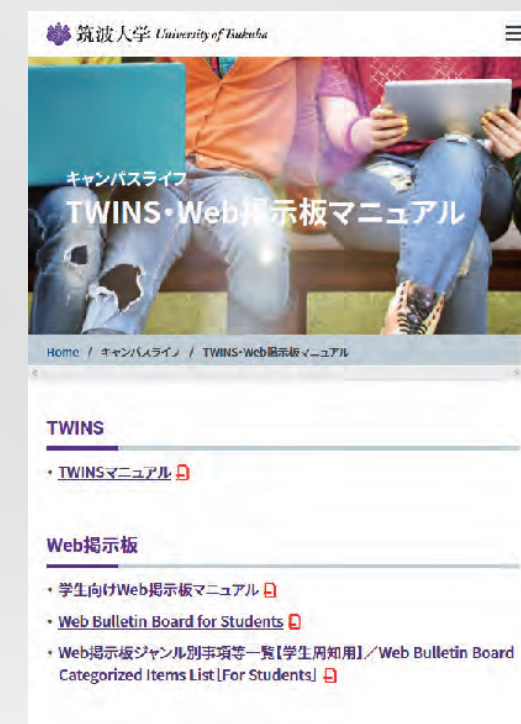 筑波大学 University of Tsukuba
キャンパスライフ
TWINS・Web掲示板マニュアル
Home / キャンパスライフ / TWINS・Web掲示板マニュアル
TWINS
・TWINSマニュアル
Web掲示板
・学生向けWeb掲示板マニュアル
・Web Bulletin Board for Students
・Web掲示板ジャンル別事項等一覧【学生周知用】／Web Bulletin Board
Categorized Items List[For Students]